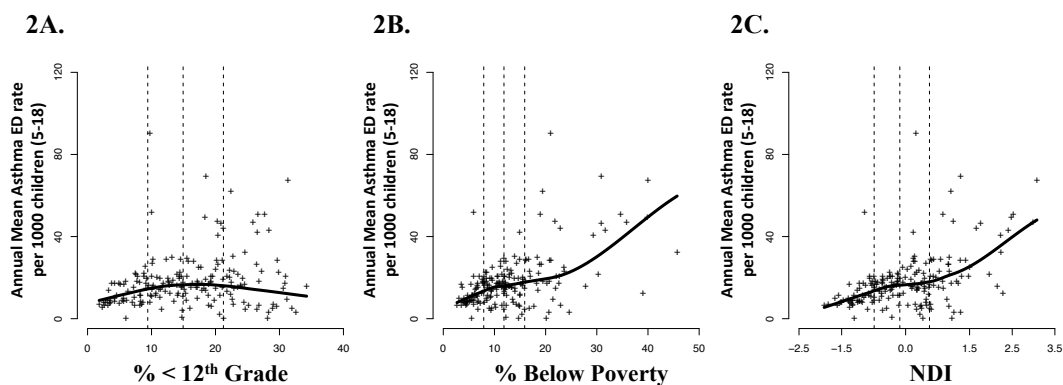 2A.
2B.
2C.
Annual Mean Asthma ED rate
per 1000 children (5-18)
0 40 80 120
0 10 20 30 40
% < 12th Grade
Annual Mean Asthma ED rate
per 1000 children (5-18)
0 40 80 120
0 10 20 30 40 50
% Below Poverty
Annual Mean Asthma ED rate
per 1000 children (5-18)
0 40 80 120
−2.5 −1.5 0.0 1.5 2.5 3.5
NDI